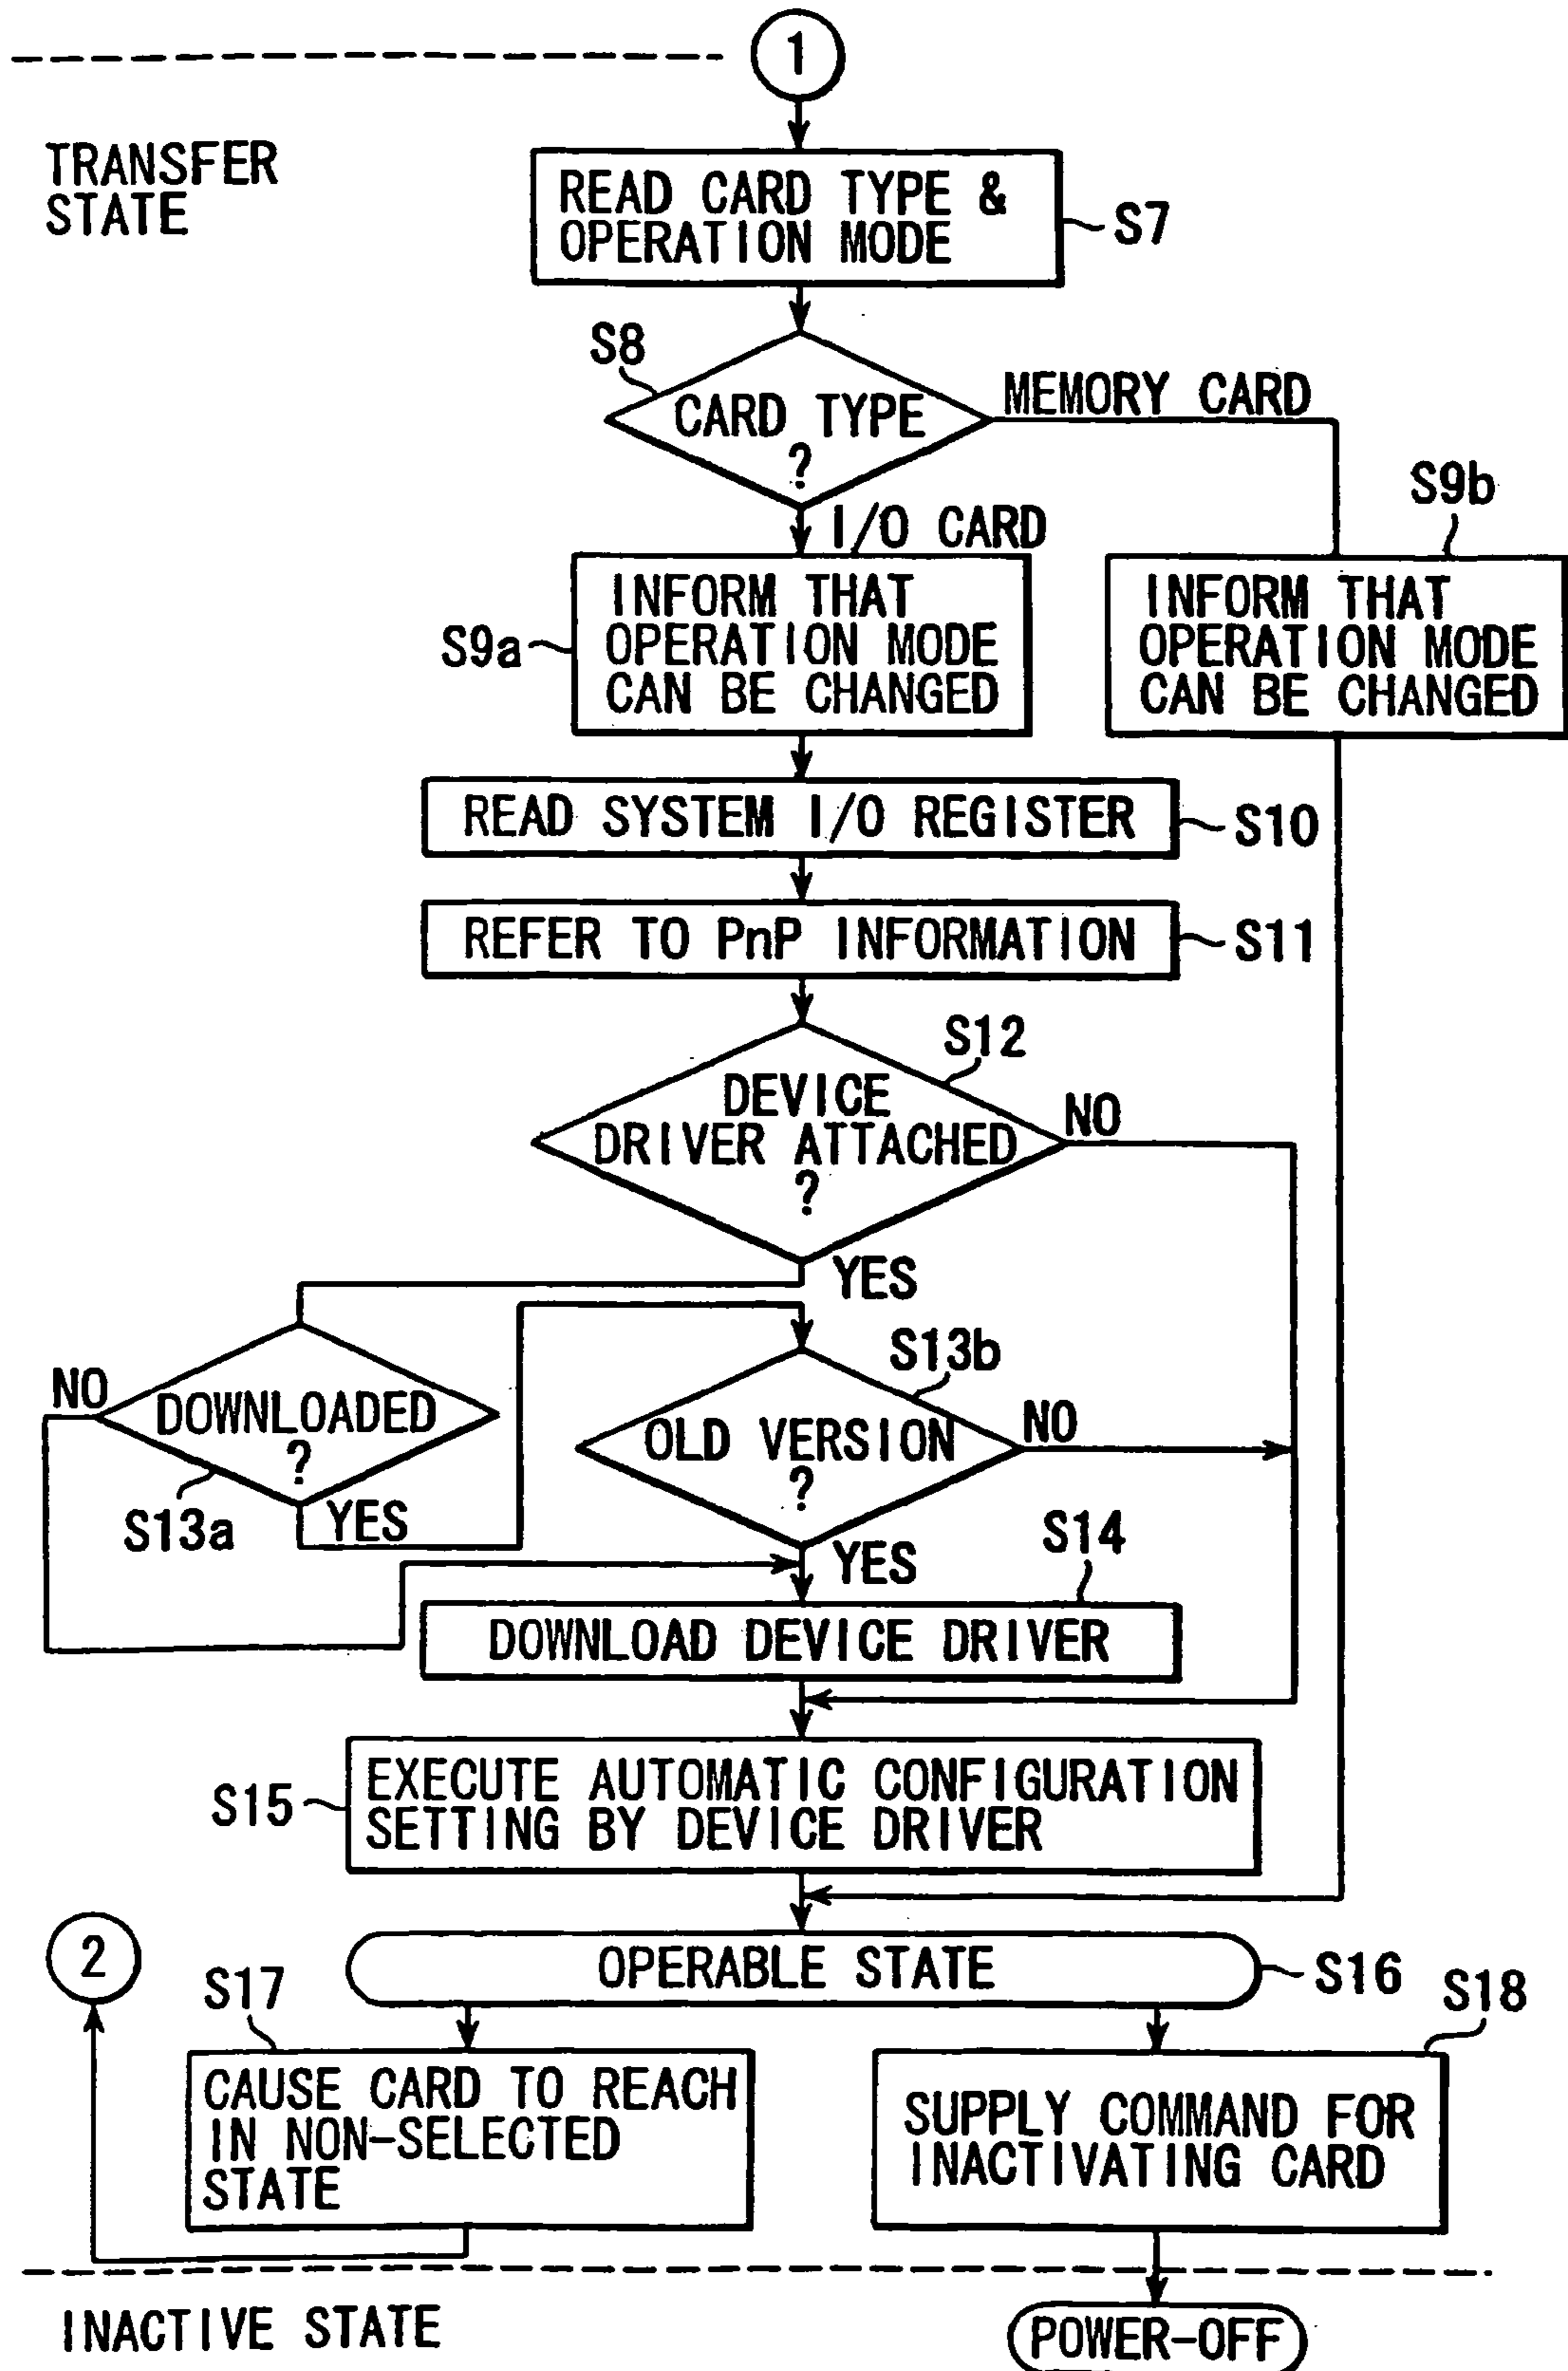 1
TRANSFER
STATE
READ CARD TYPE &
OPERATION MODE
S7
S8
CARD TYPE
?
MEMORY CARD
I/O CARD
S9b
S9a
INFORM THAT
OPERATION MODE
CAN BE CHANGED
INFORM THAT
OPERATION MODE
CAN BE CHANGED
READ SYSTEM I/O REGISTER
S10
REFER TO PnP INFORMATION
S11
S12
DEVICE
DRIVER ATTACHED
?
NO
YES
NO
DOWNLOADED
?
S13a
YES
S13b
OLD VERSION
?
NO
YES
S14
DOWNLOAD DEVICE DRIVER
S15
EXECUTE AUTOMATIC CONFIGURATION
SETTING BY DEVICE DRIVER
2
OPERABLE STATE
S16
S17
S18
CAUSE CARD TO REACH
IN NON-SELECTED
STATE
SUPPLY COMMAND FOR
INACTIVATING CARD
INACTIVE STATE
POWER-OFF